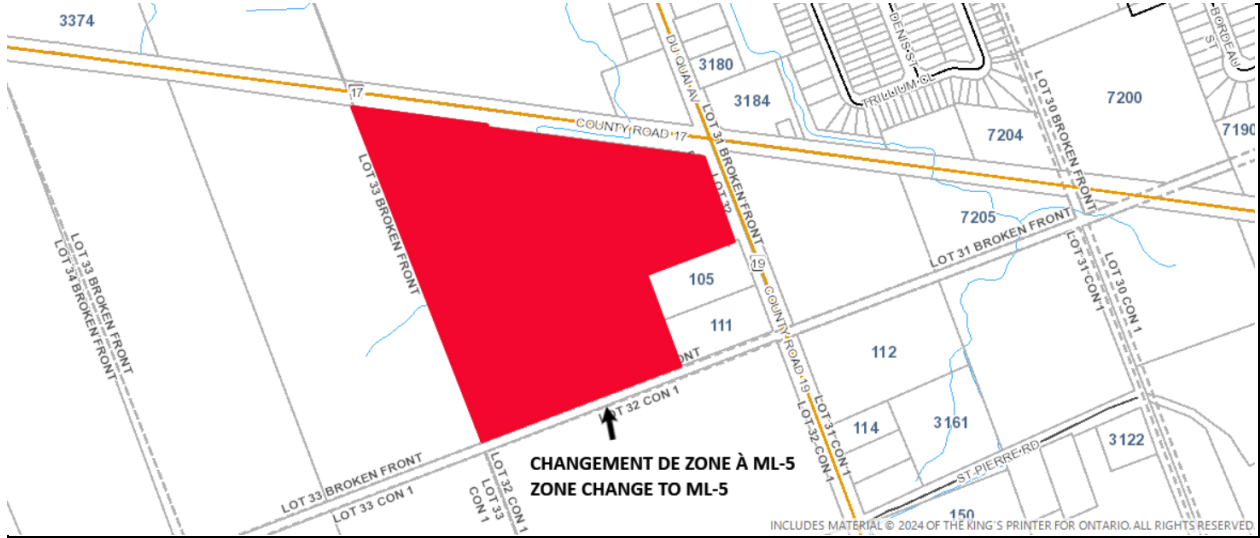 3374
17
COUNTY ROAD 17
DU QUAI AV
3180
3184
DENIS ST
TRILLIUM CL
BORDEAU ST
LOT 30 BROKEN FRONT
7200
7204
7190
7205
LOT 31 BROKEN FRONT
LOT 32
LOT 33 BROKEN FRONT
LOT 33 BROKEN FRONT
LOT 34 BROKEN FRONT
105
111
19
COUNTY ROAD 19
LOT 31 BROKEN FRONT
LOT 31 CON 1
LOT 30 CON 1
112
114
3161
3122
150
ST-PIERRE-RD
LOT 31 CON 1
LOT 32 CON 1
ONT
LOT 32 CON 1
CHANGEMENT DE ZONE À ML-5
ZONE CHANGE TO ML-5
LOT 33 BROKEN FRONT
LOT 33 CON 1
LOT 32 CON 1
LOT 33 CON 1
INCLUDES MATERIAL © 2024 OF THE KING'S PRINTER FOR ONTARIO. ALL RIGHTS RESERVED.